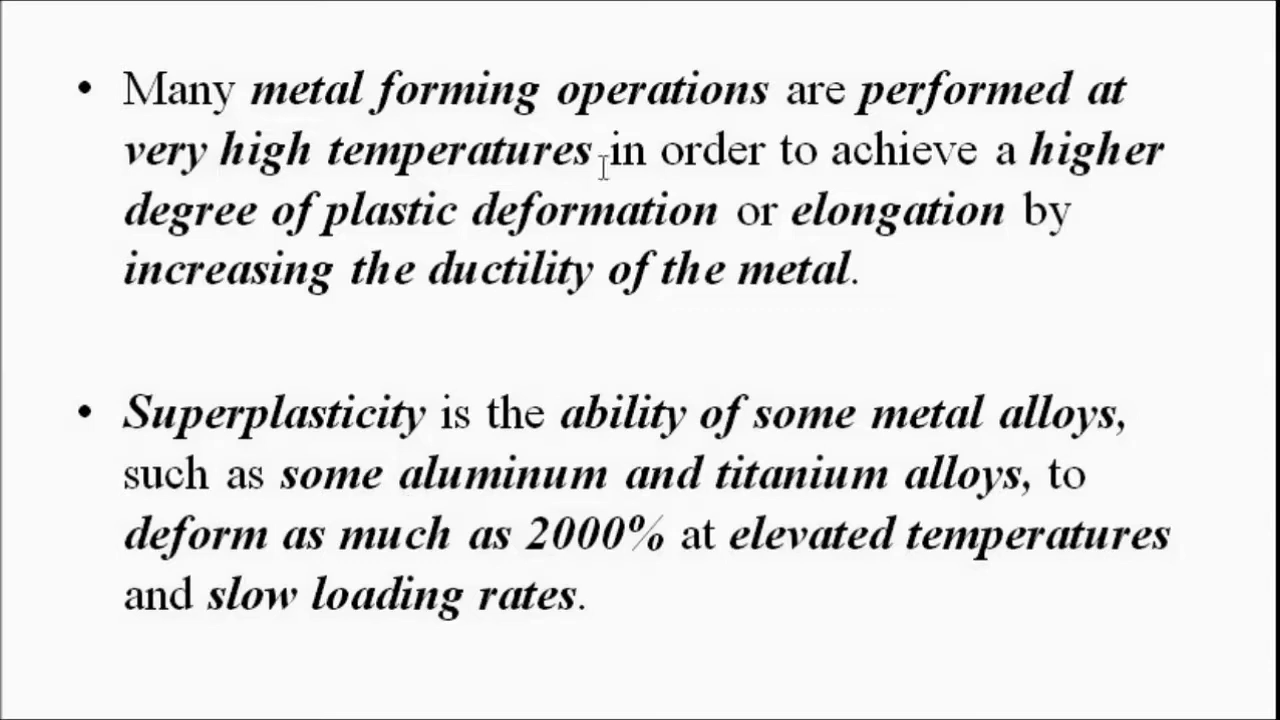 • Many metal forming operations are performed at
very high temperatures in order to achieve a higher
degree of plastic deformation or elongation by
increasing the ductility of the metal.
• Superplasticity is the ability of some metal alloys,
such as some aluminum and titanium alloys, to
deform as much as 2000% at elevated temperatures
and slow loading rates.